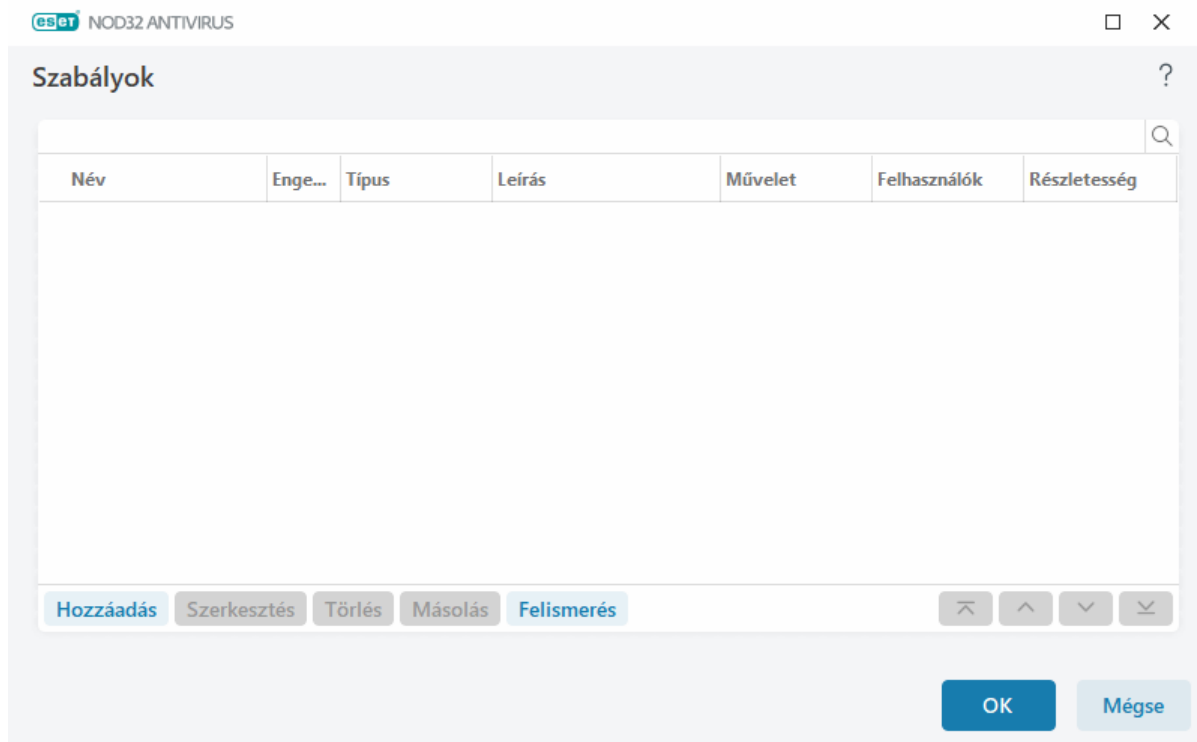 eset NOD32 ANTIVIRUS
Szabályok
?
Név Enge... Típus Leírás Művelet Felhasználók Részletesség
Hozzáadás Szerkesztés Törlés Másolás Felismerés
OK Mégse